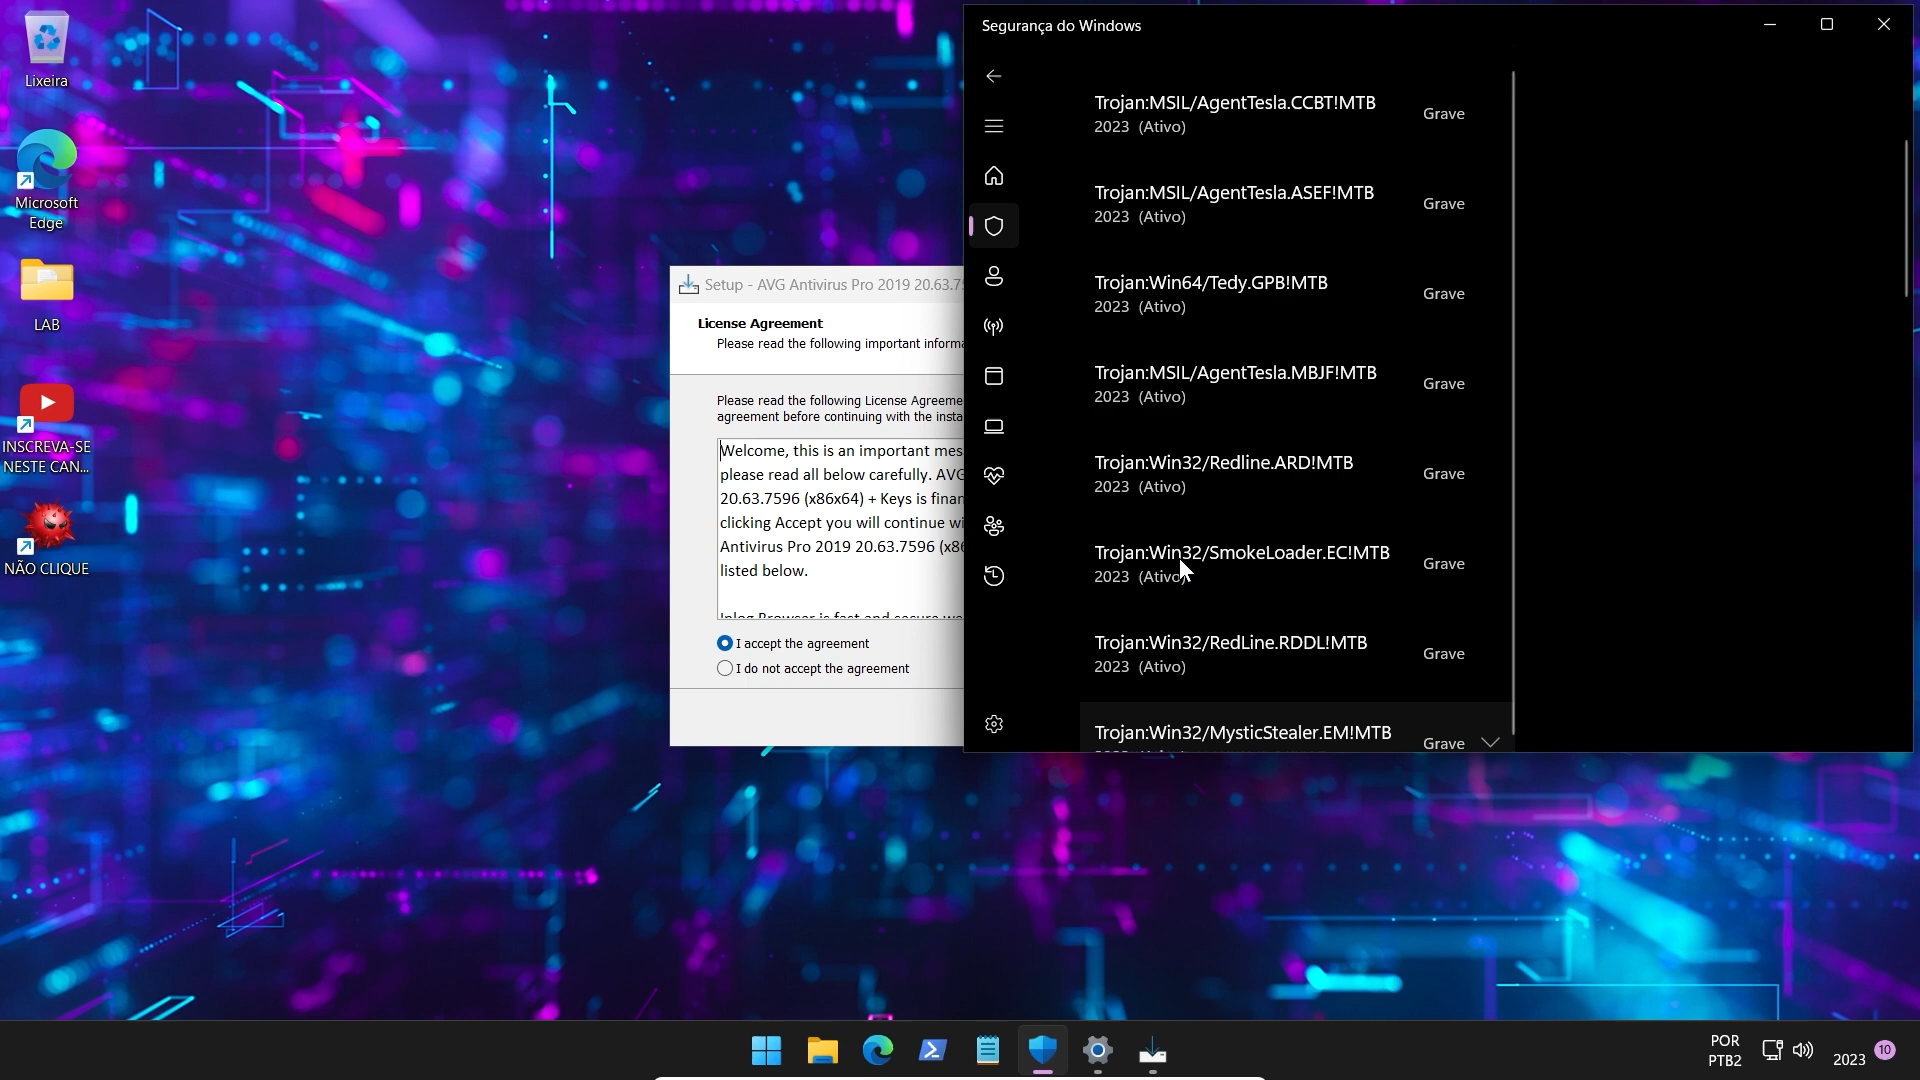 Lixeira
Microsoft
Edge
LAB
INSCREVA-SE
NESTE CAN...
NÃO CLIQUE
Setup - AVG Antivirus Pro 2019 20.63.7
License Agreement
Please read the following important informa
Please read the following License Agreeme
agreement before continuing with the insta
Welcome, this is an important mes
please read all below carefully. AVG
20.63.7596 (x86x64) + Keys is finan
clicking Accept you will continue wi
Antivirus Pro 2019 20.63.7596 (x86
listed below.
I accept the agreement
I do not accept the agreement
Segurança do Windows
Trojan:MSIL/AgentTesla.CCBT!MTB
2023 (Ativo)
Grave
Trojan:MSIL/AgentTesla.ASEF!MTB
2023 (Ativo)
Grave
Trojan:Win64/Tedy.GPB!MTB
2023 (Ativo)
Grave
Trojan:MSIL/AgentTesla.MBJF!MTB
2023 (Ativo)
Grave
Trojan:Win32/Redline.ARD!MTB
2023 (Ativo)
Grave
Trojan:Win32/SmokeLoader.EC!MTB
2023 (Ativo)
Grave
Trojan:Win32/RedLine.RDDL!MTB
2023 (Ativo)
Grave
Trojan:Win32/MysticStealer.EM!MTB
Grave
POR
PTB2
2023
10